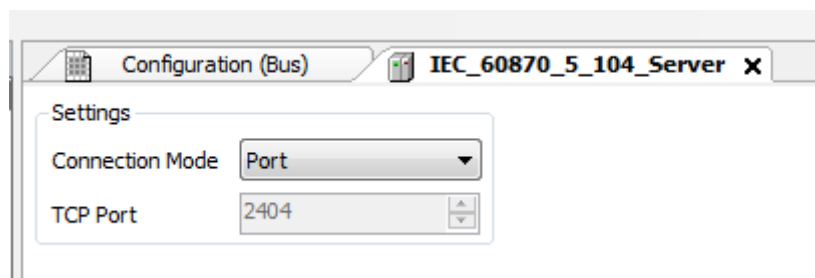 Configuration (Bus) IEC_60870_5_104_Server x
Settings
Connection Mode Port
TCP Port 2404